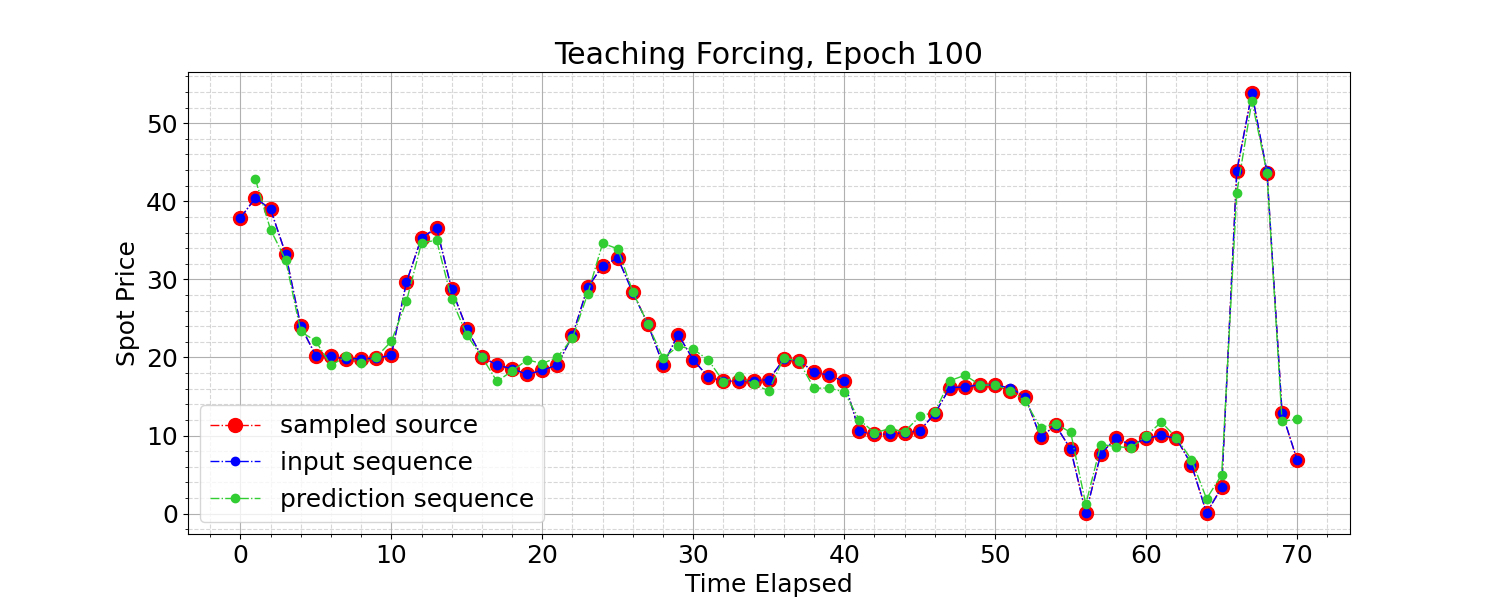 Teaching Forcing, Epoch 100
50
40
30
20
10
0
Spot Price
sampled source
input sequence
prediction sequence
0 10 20 30 40 50 60 70
Time Elapsed